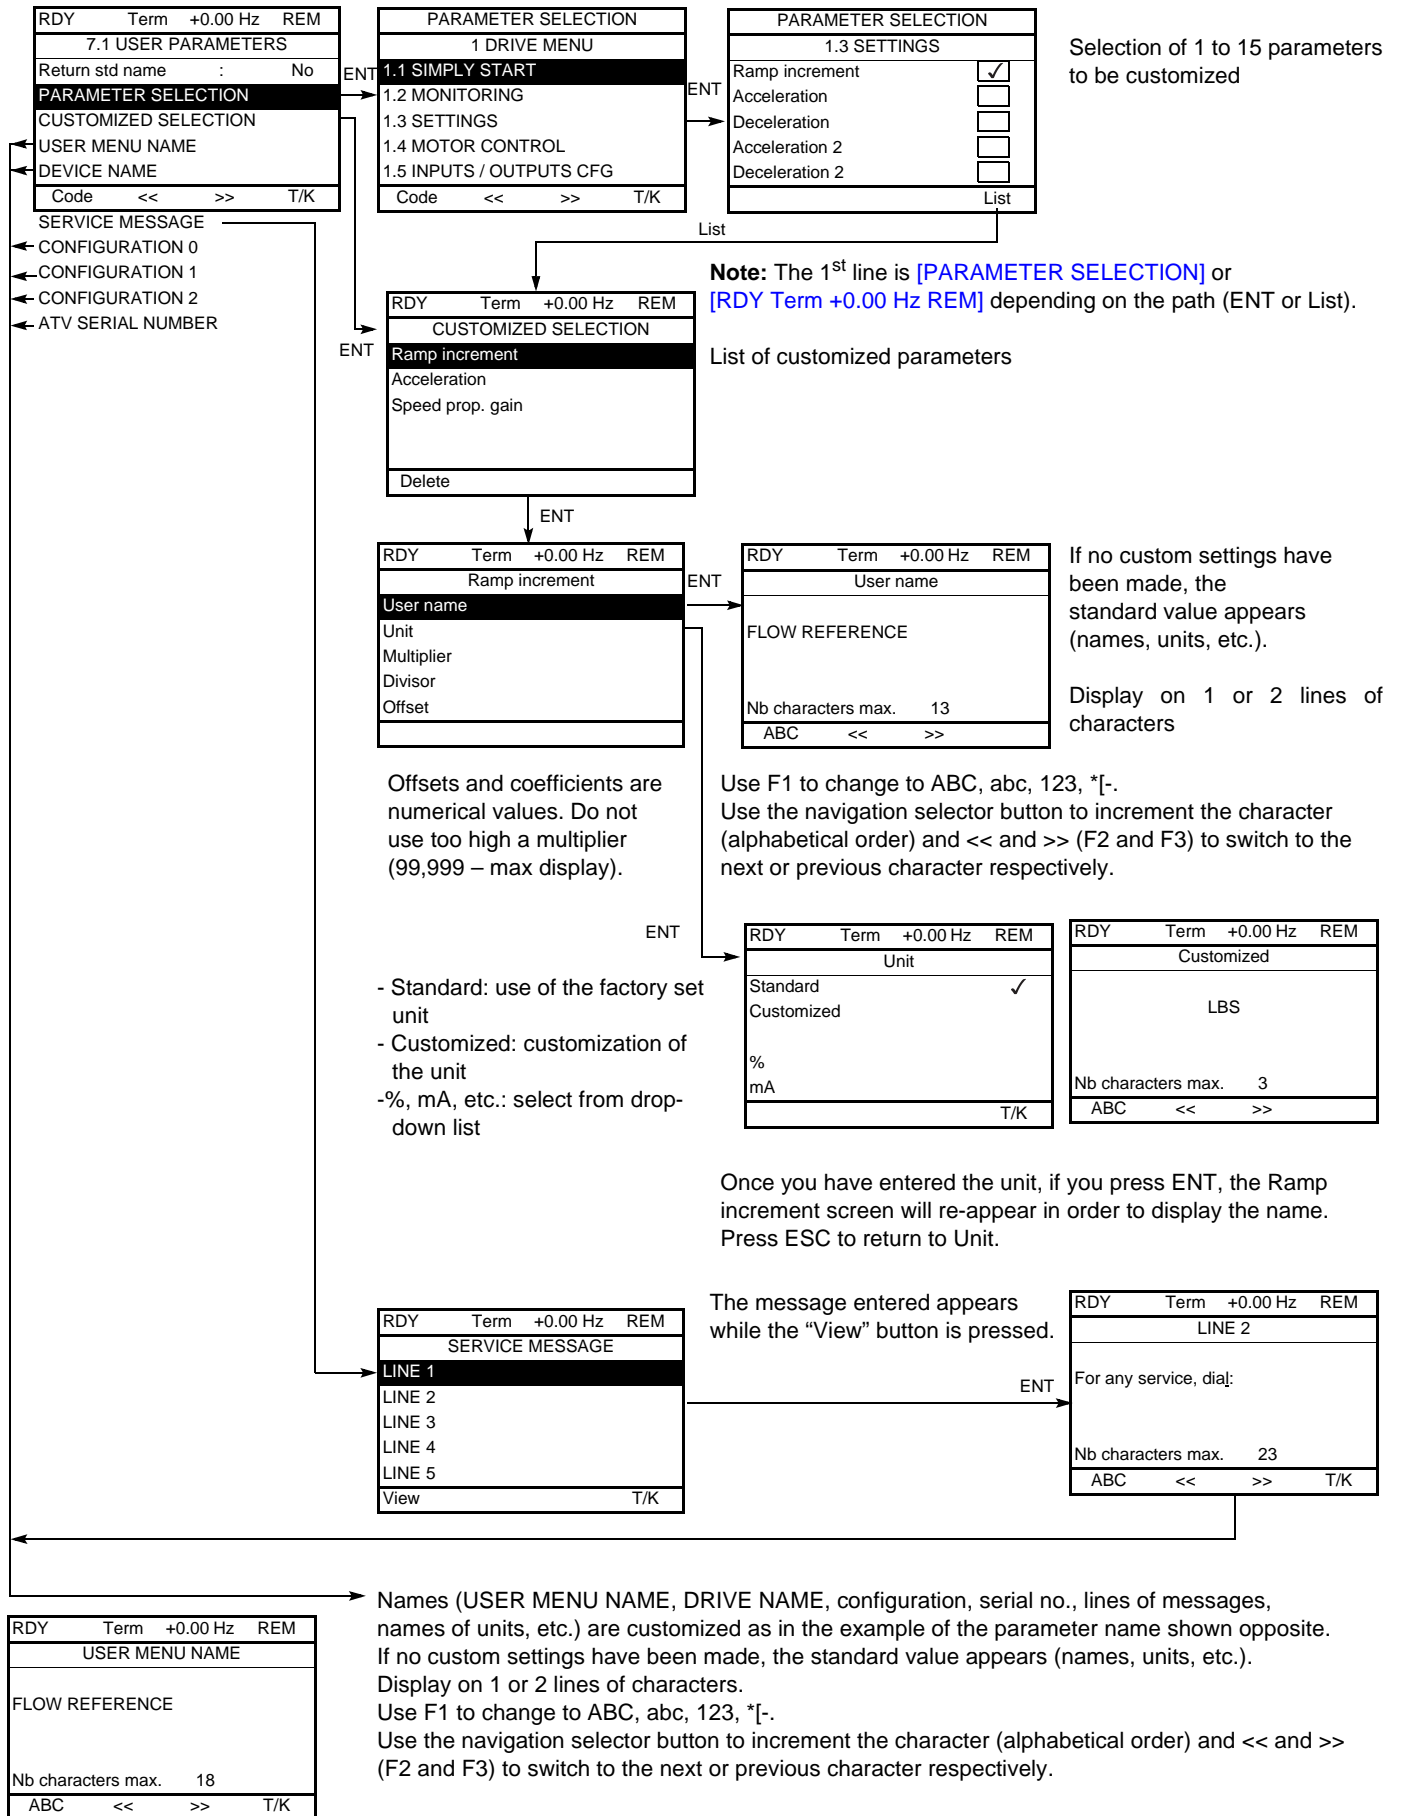 RDY Term +0.00 Hz REM
7.1 USER PARAMETERS
Return std name : No
PARAMETER SELECTION
CUSTOMIZED SELECTION
USER MENU NAME
DEVICE NAME
Code << >> T/K
SERVICE MESSAGE
CONFIGURATION 0
CONFIGURATION 1
CONFIGURATION 2
ATV SERIAL NUMBER
ENT
PARAMETER SELECTION
1 DRIVE MENU
1.1 SIMPLY START
1.2 MONITORING
1.3 SETTINGS
1.4 MOTOR CONTROL
1.5 INPUTS / OUTPUTS CFG
Code << >> T/K
ENT
PARAMETER SELECTION
1.3 SETTINGS
Ramp increment ✓
Acceleration
Deceleration
Acceleration 2
Deceleration 2
List
Selection of 1 to 15 parameters
to be customized
List
Note: The 1st line is [PARAMETER SELECTION] or
[RDY Term +0.00 Hz REM] depending on the path (ENT or List).
ENT
RDY Term +0.00 Hz REM
CUSTOMIZED SELECTION
Ramp increment
Acceleration
Speed prop. gain
Delete
List of customized parameters
ENT
RDY Term +0.00 Hz REM
Ramp increment
User name
Unit
Multiplier
Divisor
Offset
ENT
RDY Term +0.00 Hz REM
User name
FLOW REFERENCE
Nb characters max. 13
ABC << >>
If no custom settings have
been made, the
standard value appears
(names, units, etc.).
Display on 1 or 2 lines of
characters
Offsets and coefficients are
numerical values. Do not
use too high a multiplier
(99,999 – max display).
Use F1 to change to ABC, abc, 123, *[-.
Use the navigation selector button to increment the character
(alphabetical order) and << and >> (F2 and F3) to switch to the
next or previous character respectively.
ENT
- Standard: use of the factory set
unit
- Customized: customization of
the unit
-%, mA, etc.: select from drop-
down list
RDY Term +0.00 Hz REM
Unit
Standard ✓
Customized
%
mA
T/K
RDY Term +0.00 Hz REM
Customized
LBS
Nb characters max. 3
ABC << >>
Once you have entered the unit, if you press ENT, the Ramp
increment screen will re-appear in order to display the name.
Press ESC to return to Unit.
RDY Term +0.00 Hz REM
SERVICE MESSAGE
LINE 1
LINE 2
LINE 3
LINE 4
LINE 5
View T/K
The message entered appears
while the “View” button is pressed.
ENT
RDY Term +0.00 Hz REM
LINE 2
For any service, dial:
Nb characters max. 23
ABC << >> T/K
Names (USER MENU NAME, DRIVE NAME, configuration, serial no., lines of messages,
names of units, etc.) are customized as in the example of the parameter name shown opposite.
If no custom settings have been made, the standard value appears (names, units, etc.).
Display on 1 or 2 lines of characters.
Use F1 to change to ABC, abc, 123, *[-.
Use the navigation selector button to increment the character (alphabetical order) and << and >>
(F2 and F3) to switch to the next or previous character respectively.
RDY Term +0.00 Hz REM
USER MENU NAME
FLOW REFERENCE
Nb characters max. 18
ABC << >> T/K